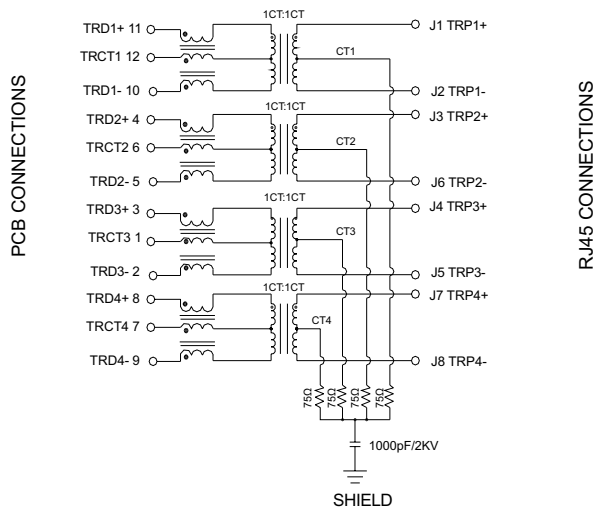 PCB CONNECTIONS
RJ45 CONNECTIONS
1CT:1CT
TRD1+ 11
J1 TRP1+
TRCT1 12
CT1
TRD1- 10
J2 TRP1-
1CT:1CT
TRD2+ 4
J3 TRP2+
TRCT2 6
CT2
TRD2- 5
J6 TRP2-
1CT:1CT
TRD3+ 3
J4 TRP3+
TRCT3 1
CT3
TRD3- 2
J5 TRP3-
1CT:1CT
TRD4+ 8
J7 TRP4+
TRCT4 7
CT4
TRD4- 9
J8 TRP4-
75Ω
75Ω
75Ω
75Ω
1000pF/2KV
SHIELD